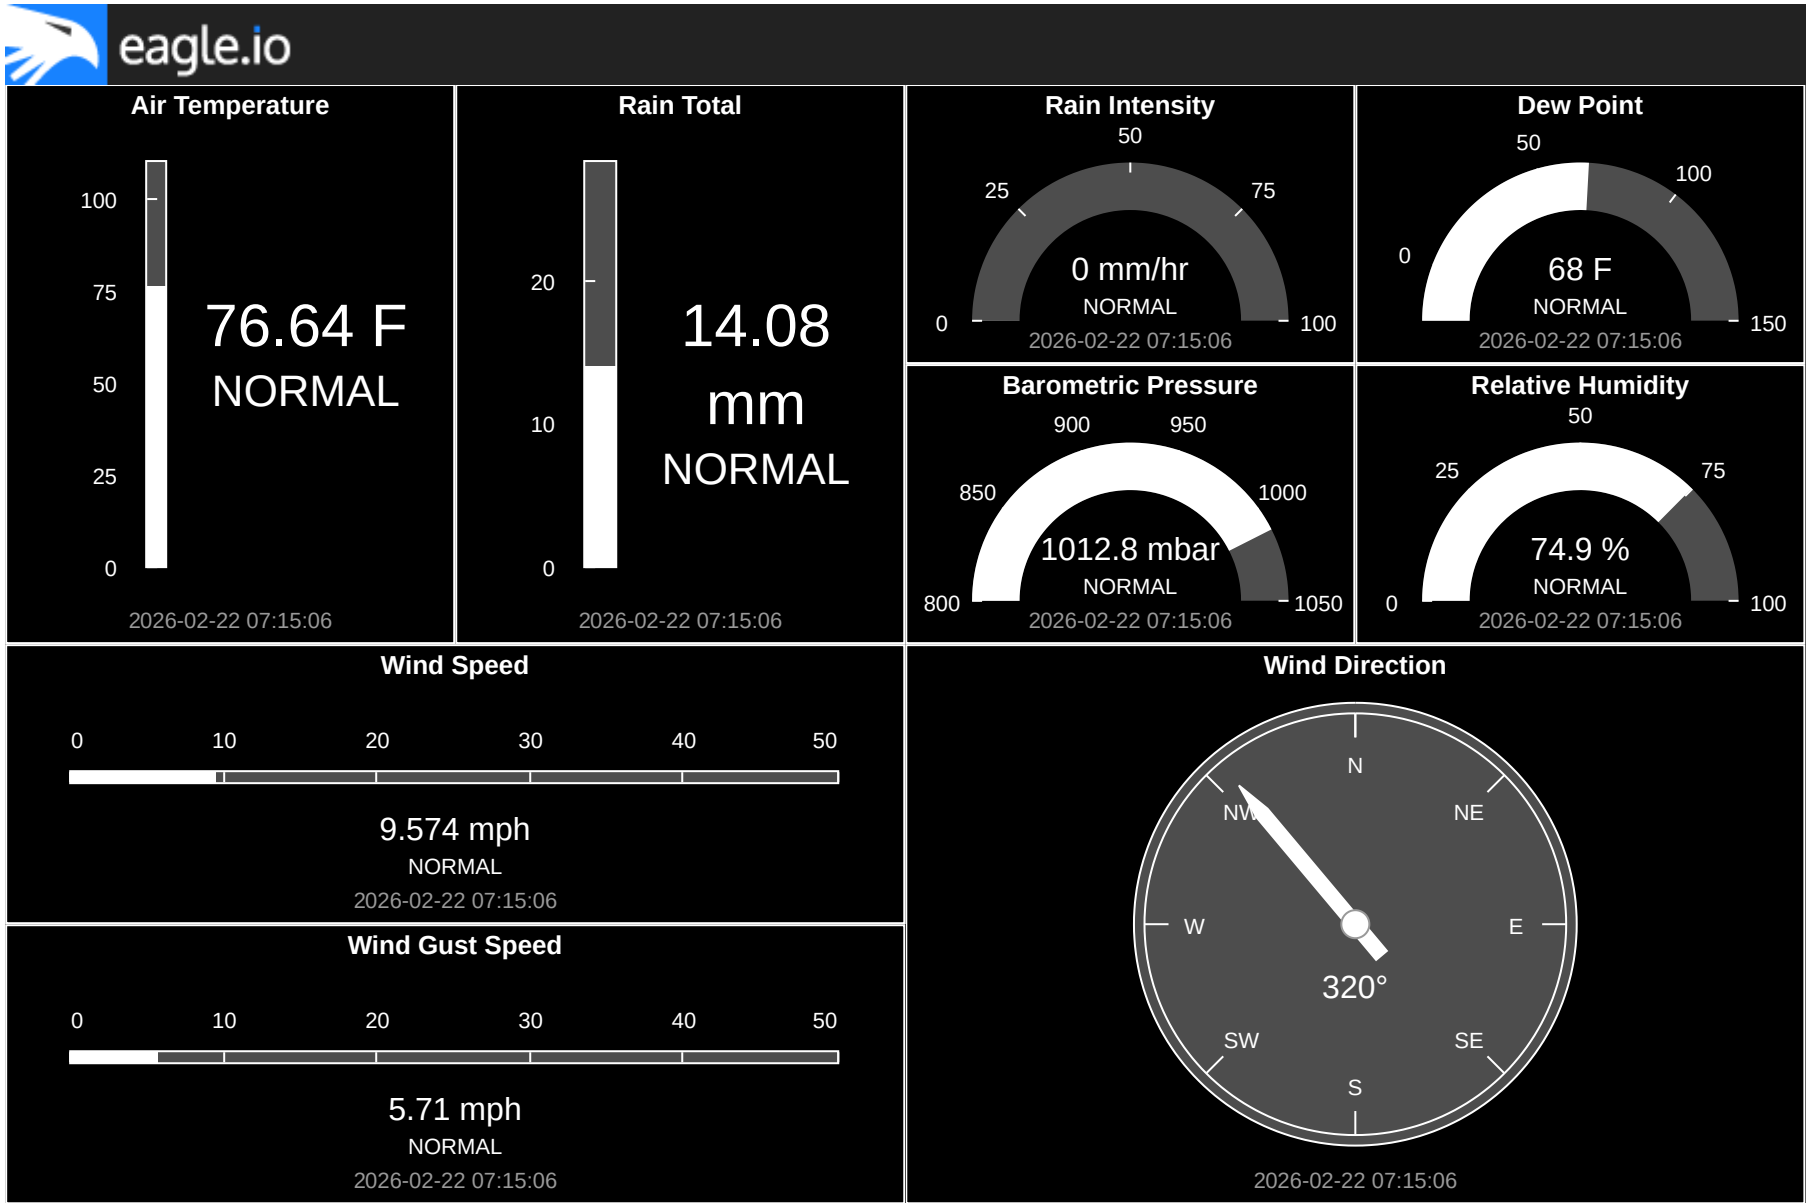 eagle.io
Air Temperature
100
75
50
25
0
76.64 F
NORMAL
2026-02-22 07:15:06
Rain Total
20
10
0
14.08
mm
NORMAL
2026-02-22 07:15:06
Rain Intensity
50
25
75
0
100
0 mm/hr
NORMAL
2026-02-22 07:15:06
Dew Point
50
100
0
150
68 F
NORMAL
2026-02-22 07:15:06
Barometric Pressure
900
950
850
1000
800
1050
1012.8 mbar
NORMAL
2026-02-22 07:15:06
Relative Humidity
50
25
75
0
100
74.9 %
NORMAL
2026-02-22 07:15:06
Wind Speed
0 10 20 30 40 50
9.574 mph
NORMAL
2026-02-22 07:15:06
Wind Gust Speed
0 10 20 30 40 50
5.71 mph
NORMAL
2026-02-22 07:15:06
Wind Direction
N
NW
NE
W
E
320°
SW
SE
S
2026-02-22 07:15:06